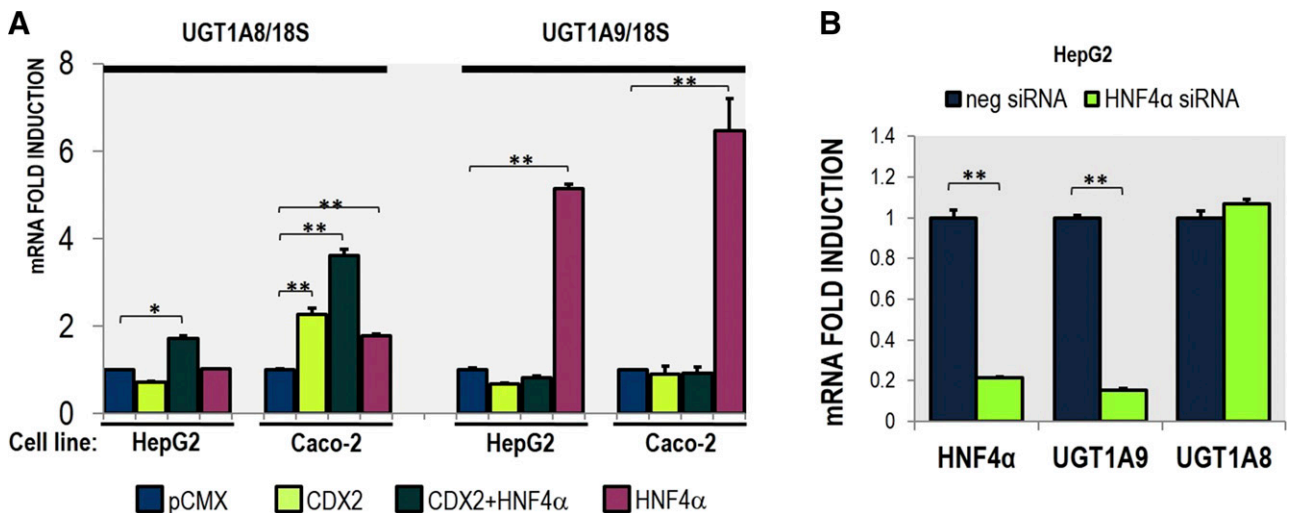 A
UGT1A8/18S
UGT1A9/18S
mRNA FOLD INDUCTION
8
6
4
2
0
*
**
**
**
**
**
Cell line:
HepG2
Caco-2
HepG2
Caco-2
pCMX
CDX2
CDX2+HNF4α
HNF4α
B
HepG2
neg siRNA
HNF4α siRNA
mRNA FOLD INDUCTION
1.4
1.2
1
0.8
0.6
0.4
0.2
0
**
**
HNF4α
UGT1A9
UGT1A8